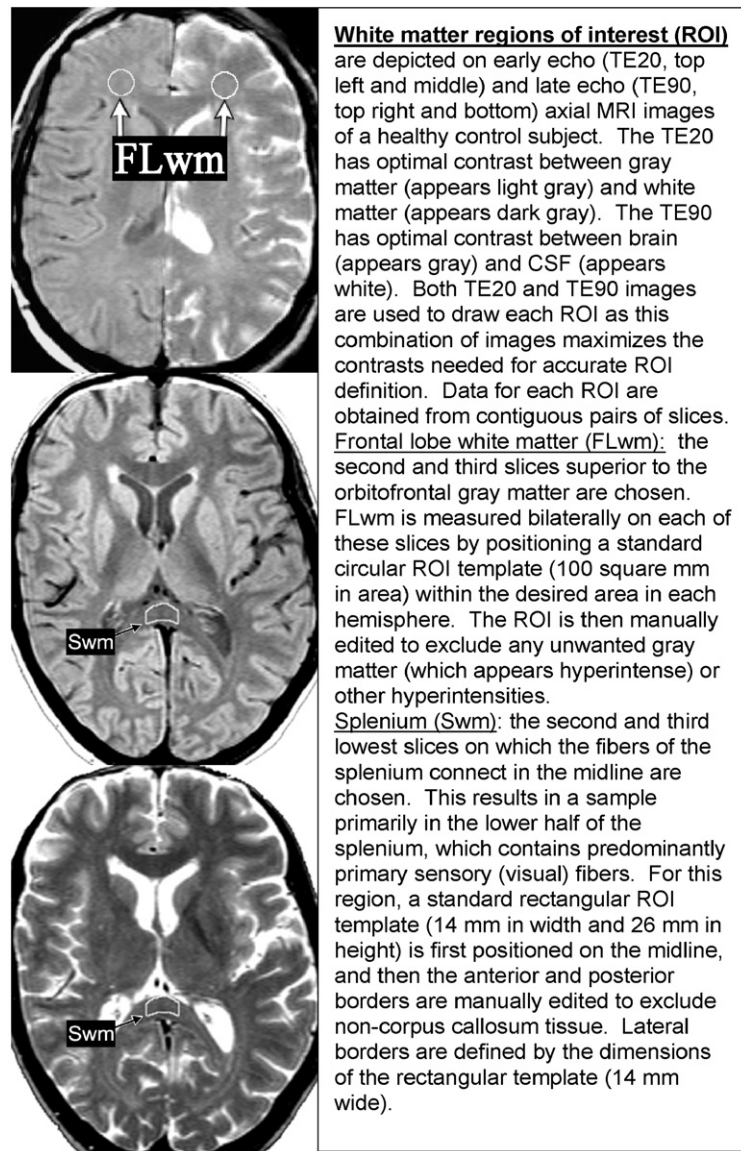 FLwm
Swm
Swm
White matter regions of interest (ROI)
are depicted on early echo (TE20, top
left and middle) and late echo (TE90,
top right and bottom) axial MRI images
of a healthy control subject.  The TE20
has optimal contrast between gray
matter (appears light gray) and white
matter (appears dark gray).  The TE90
has optimal contrast between brain
(appears gray) and CSF (appears
white).  Both TE20 and TE90 images
are used to draw each ROI as this
combination of images maximizes the
contrasts needed for accurate ROI
definition.  Data for each ROI are
obtained from contiguous pairs of slices.
Frontal lobe white matter (FLwm):  the
second and third slices superior to the
orbitofrontal gray matter are chosen.
FLwm is measured bilaterally on each of
these slices by positioning a standard
circular ROI template (100 square mm
in area) within the desired area in each
hemisphere.  The ROI is then manually
edited to exclude any unwanted gray
matter (which appears hyperintense) or
other hyperintensities.
Splenium (Swm): the second and third
lowest slices on which the fibers of the
splenium connect in the midline are
chosen.  This results in a sample
primarily in the lower half of the
splenium, which contains predominantly
primary sensory (visual) fibers.  For this
region, a standard rectangular ROI
template (14 mm in width and 26 mm in
height) is first positioned on the midline,
and then the anterior and posterior
borders are manually edited to exclude
non-corpus callosum tissue.  Lateral
borders are defined by the dimensions
of the rectangular template (14 mm
wide).